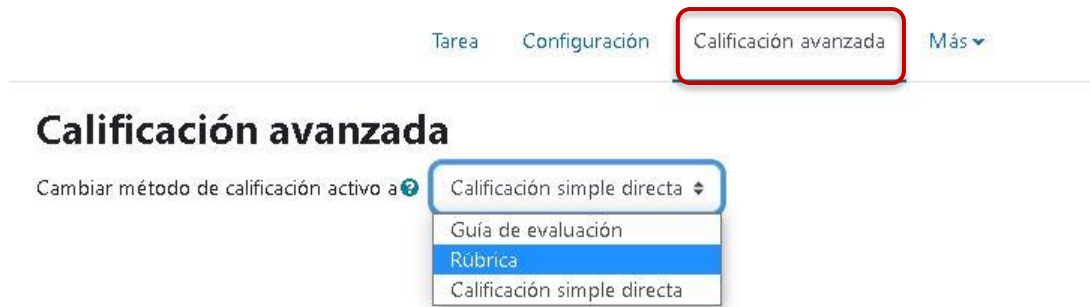 Tarea Configuración Calificación avanzada Más
Calificación avanzada
Cambiar método de calificación activo a Calificación simple directa
Guía de evaluación
Rúbrica
Calificación simple directa